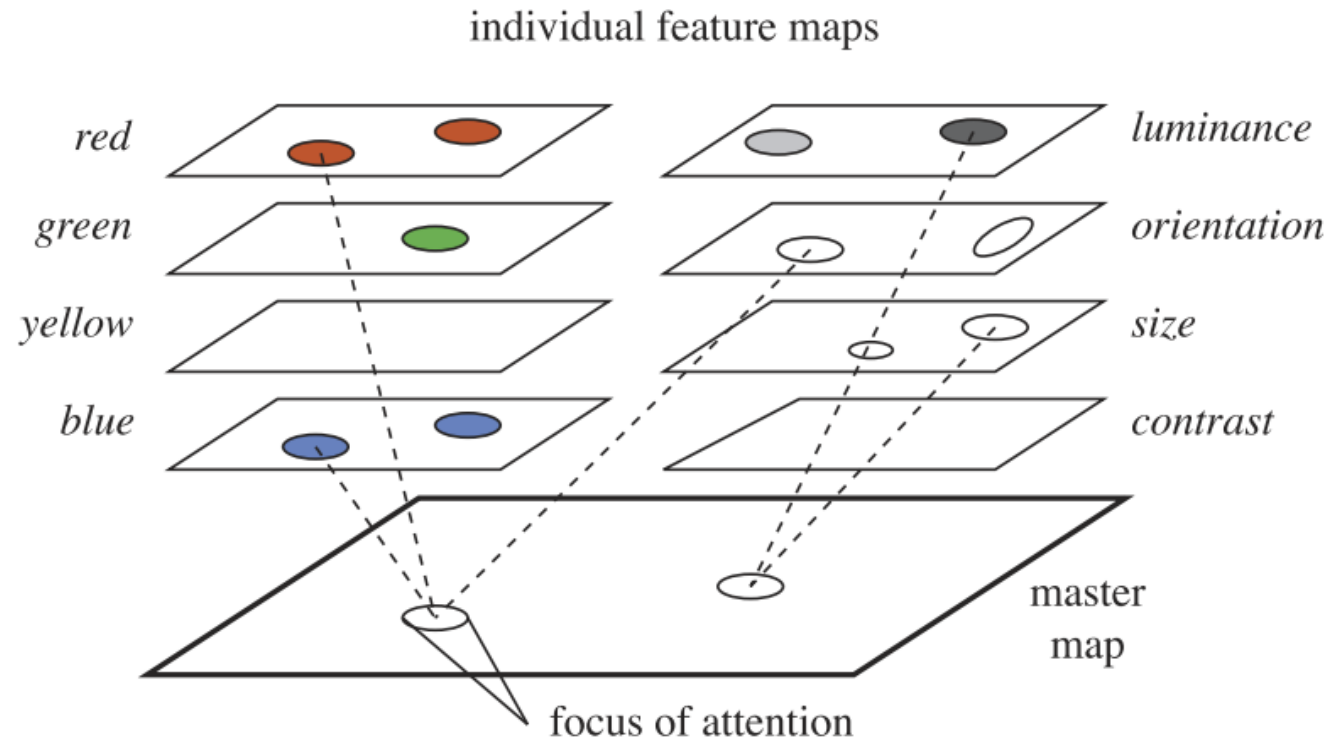 individual feature maps
red
green
yellow
blue
luminance
orientation
size
contrast
master
map
focus of attention